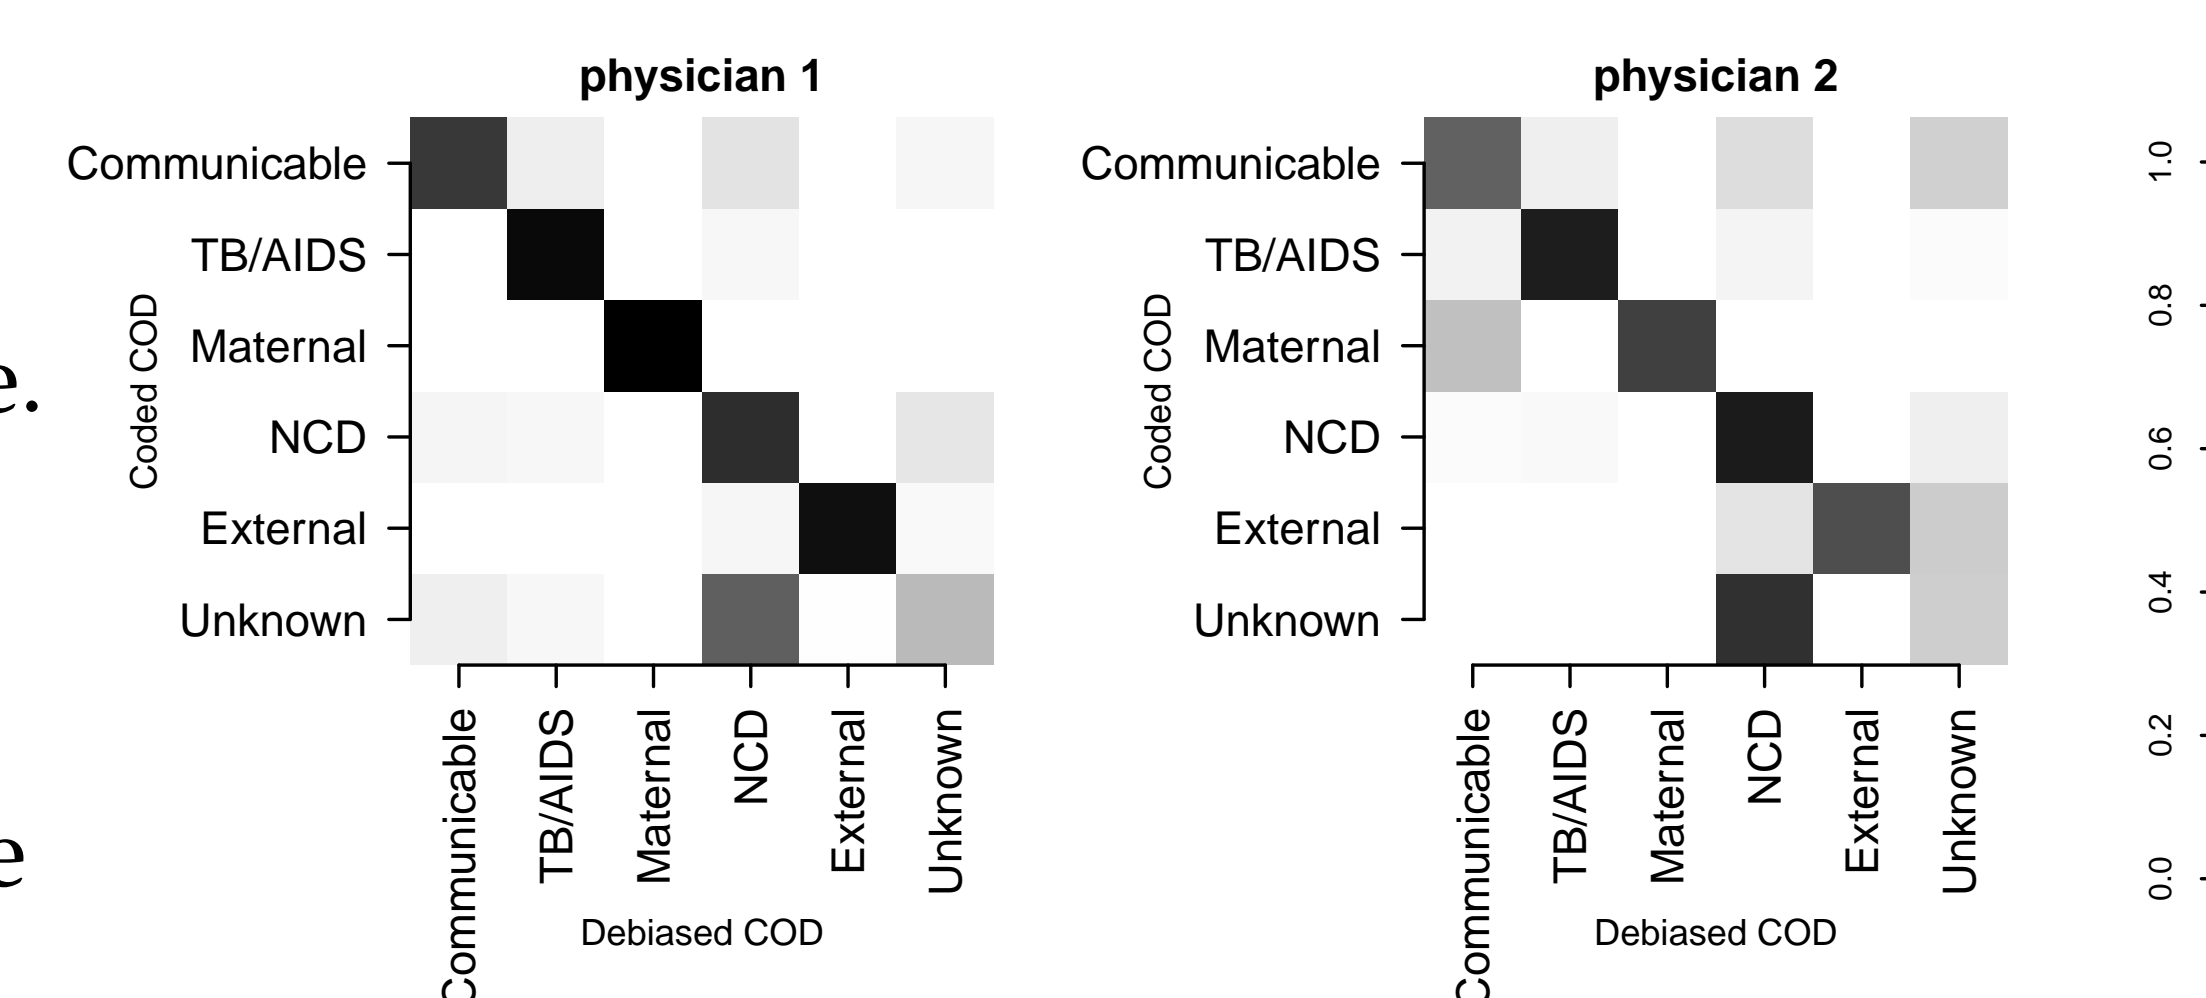 physician 1
Communicable
TB/AIDS
Maternal
NCD
External
Unknown
Coded COD
Communicable
TB/AIDS
Maternal
NCD
External
Unknown
Debiased COD
physician 2
Communicable
TB/AIDS
Maternal
NCD
External
Unknown
Coded COD
Communicable
TB/AIDS
Maternal
NCD
External
Unknown
Debiased COD
1.0
0.8
0.6
0.4
0.2
0.0
e.
e